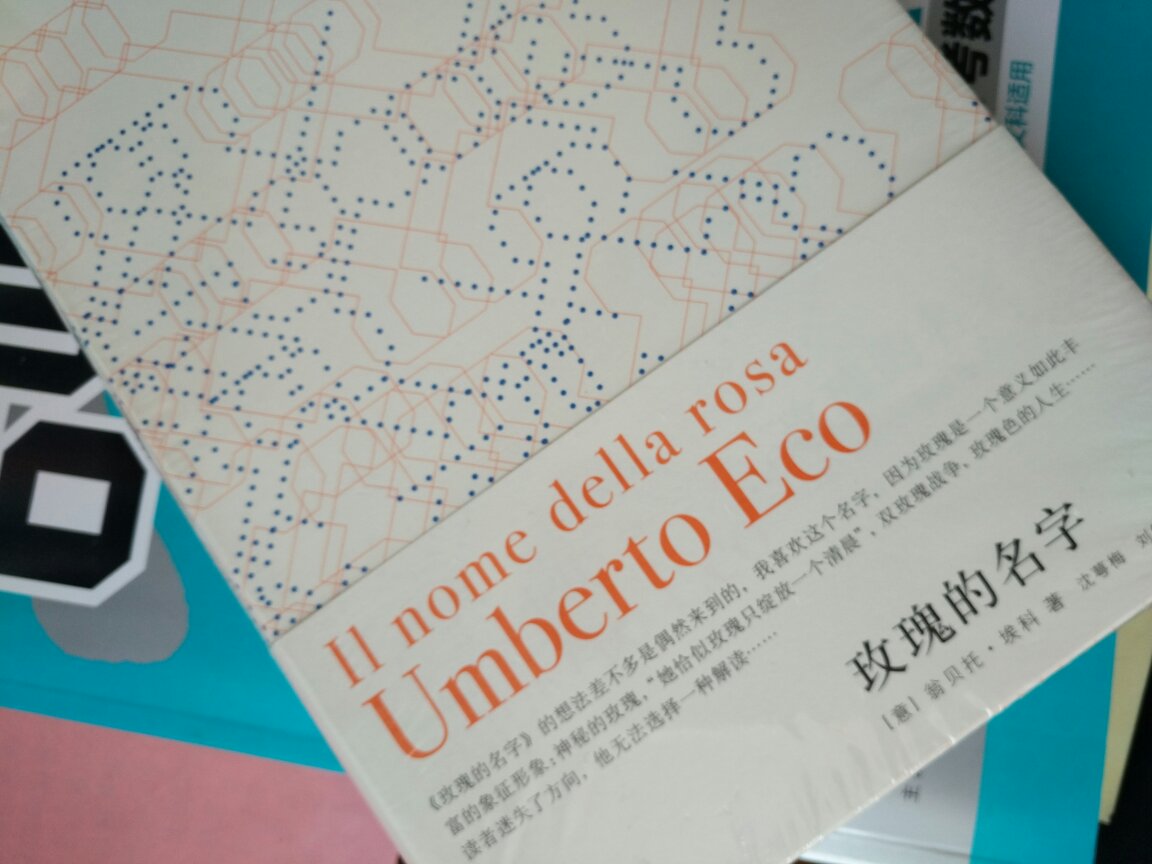 Il nome della rosa
Umberto Eco
《玫瑰的名字》的想法差不多是偶然来到的，我喜欢这个名字，因为玫瑰是一个意义如此丰
富的象征形象：神秘的玫瑰，“她恰似玫瑰只绽放一个清晨”，双玫瑰战争，玫瑰色的人生……
读者迷失了方向，他无法选择一种解读……
玫瑰的名字
［意］翁贝托·埃科 著 沈萼梅 刘
数
科适用
主